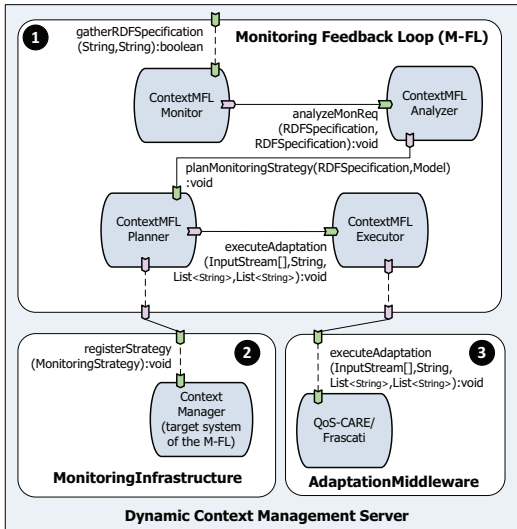 1
gatherRDFSpecification
(String,String):boolean
Monitoring Feedback Loop (M-FL)
ContextMFL
Monitor
ContextMFL
Analyzer
analyzeMonReq
(RDFSpecification,
RDFSpecification):void
planMonitoringStrategy(RDFSpecification,Model)
:void
ContextMFL
Planner
ContextMFL
Executor
executeAdaptation
(InputStream[],String,
List<String>,List<String>):void
2
registerStrategy
(MonitoringStrategy):void
Context
Manager
(target system
of the M-FL)
MonitoringInfrastructure
3
executeAdaptation
(InputStream[],String,
List<String>,List<String>):void
QoS-CARE/
Frascati
AdaptationMiddleware
Dynamic Context Management Server